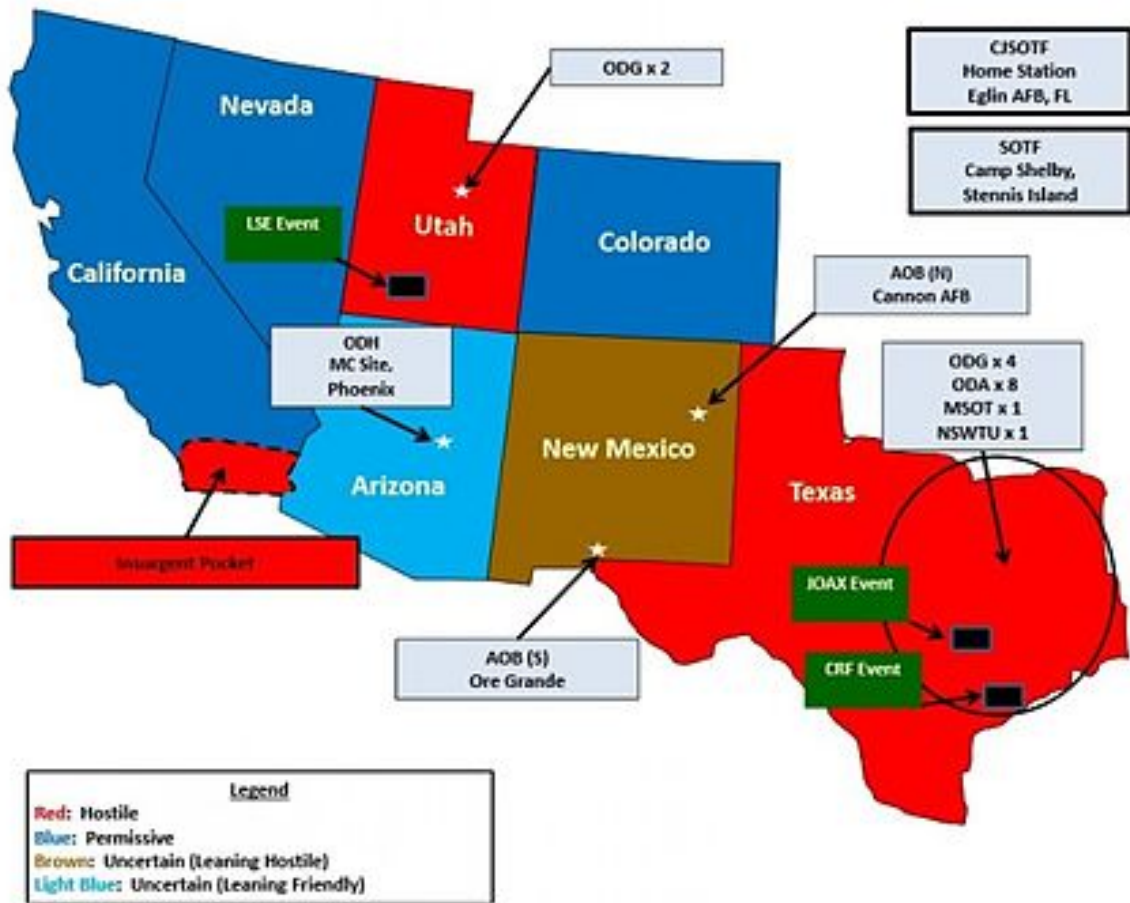 ODG x 2
CJSOTF
Home Station
Eglin AFB, FL
SOTF
Camp Shelby,
Stennis Island
Nevada
LSE Event
Utah
Colorado
California
AOB (N)
Cannon AFB
ODH
MC Site,
Phoenix
ODG x 4
ODA x 8
MSOT x 1
NSWTU x 1
New Mexico
Arizona
Texas
Insurgent Pocket
JOAX Event
AOB (S)
Ore Grande
CRF Event
Legend
Red: Hostile
Blue: Permissive
Brown: Uncertain (Leaning Hostile)
Light Blue: Uncertain (Leaning Friendly)